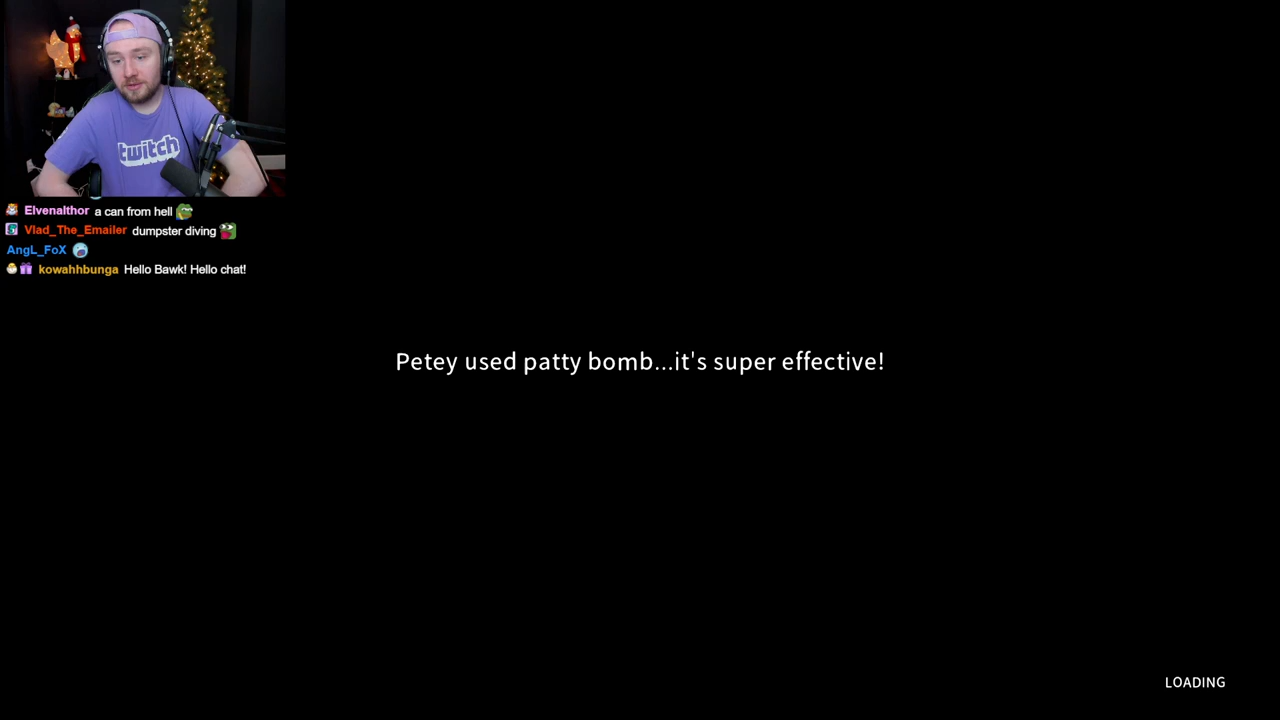 twitch
Elvenalthor a can from hell
Vlad_The_Emailer dumpster diving
AngL_FoX
kowahhbunga Hello Bawk! Hello chat!
Petey used patty bomb...it's super effective!
LOADING